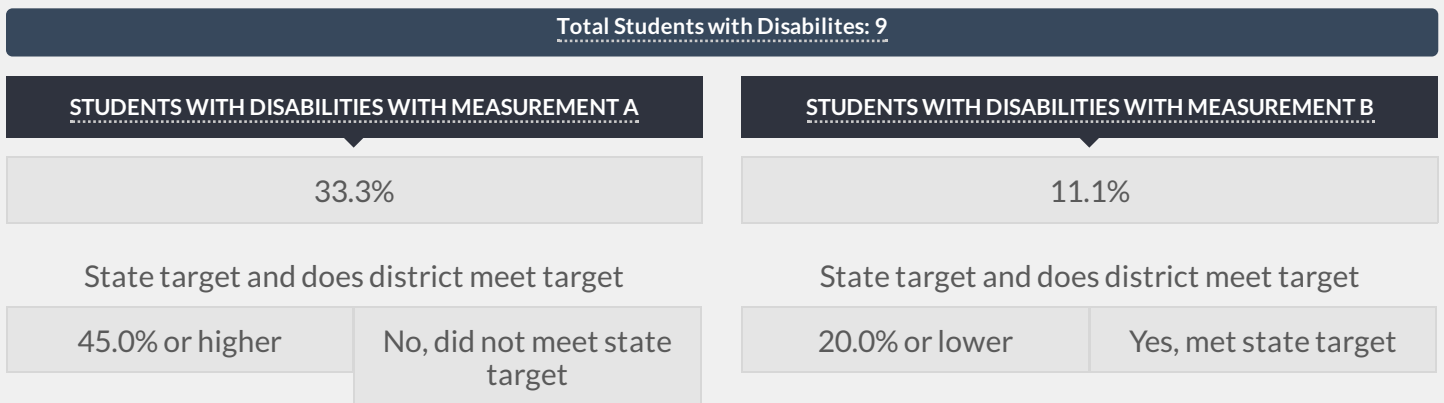 Total Students with Disabilites: 9
STUDENTS WITH DISABILITIES WITH MEASUREMENT A
STUDENTS WITH DISABILITIES WITH MEASUREMENT B
33.3%
11.1%
State target and does district meet target
State target and does district meet target
45.0% or higher
No, did not meet state
target
20.0% or lower
Yes, met state target